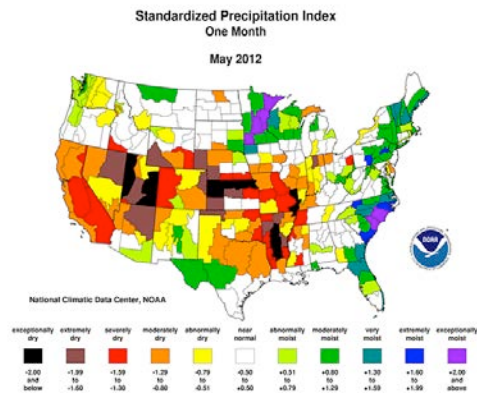 Standardized Precipitation Index
One Month
May 2012
NOAA
National Climatic Data Center, NOAA
exceptionally extremely severely moderately abnormally near abnormally moderately very extremely exceptionally
dry dry dry dry dry normal moist moist moist moist moist
-2.00 -1.99 -1.59 -1.29 -0.79 -0.50 +0.51 +0.80 +1.30 +1.60 +2.00
and to to to to to to to to to and
below -1.60 -1.30 -0.80 -0.51 +0.50 +0.79 +1.29 +1.59 +1.99 above